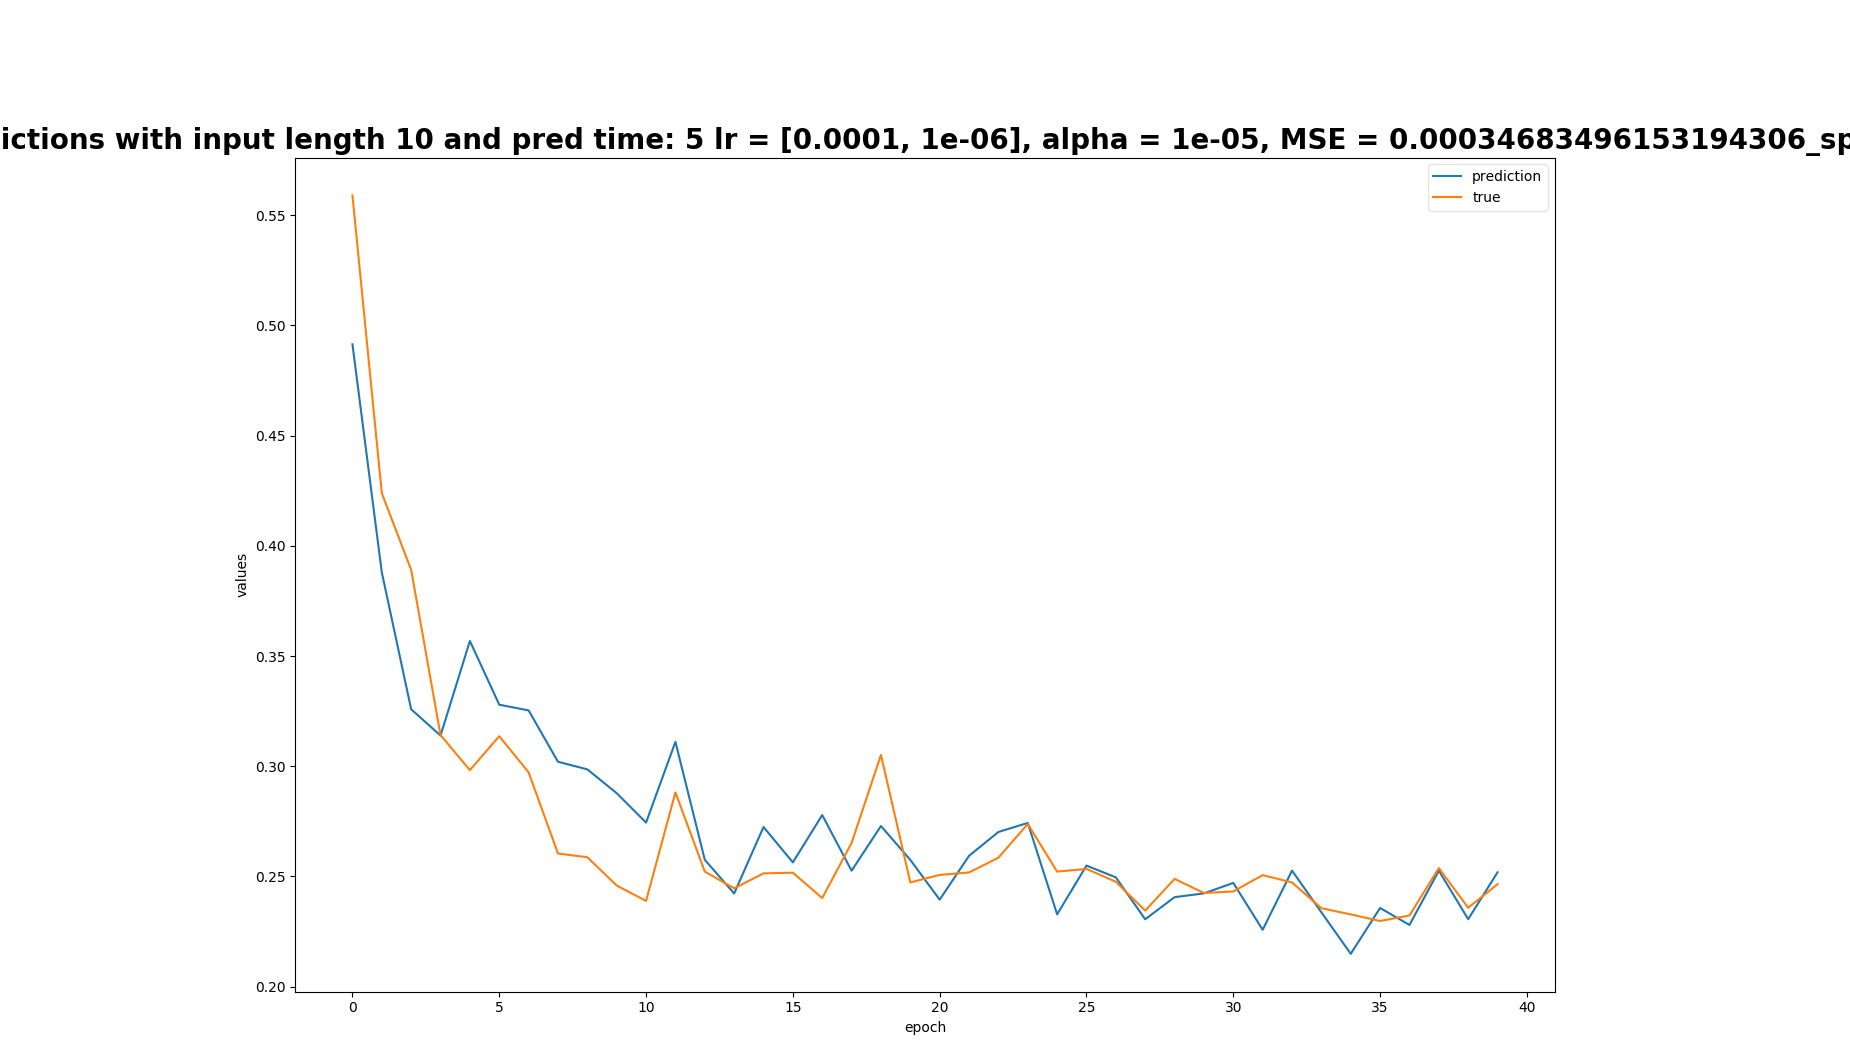 ictions with input length 10 and pred time: 5 lr = [0.0001, 1e-06], alpha = 1e-05, MSE = 0.00034683496153194306_sp
prediction
true
0.55
0.50
0.45
0.40
0.35
0.30
0.25
0.20
values
0 5 10 15 20 25 30 35 40
epoch